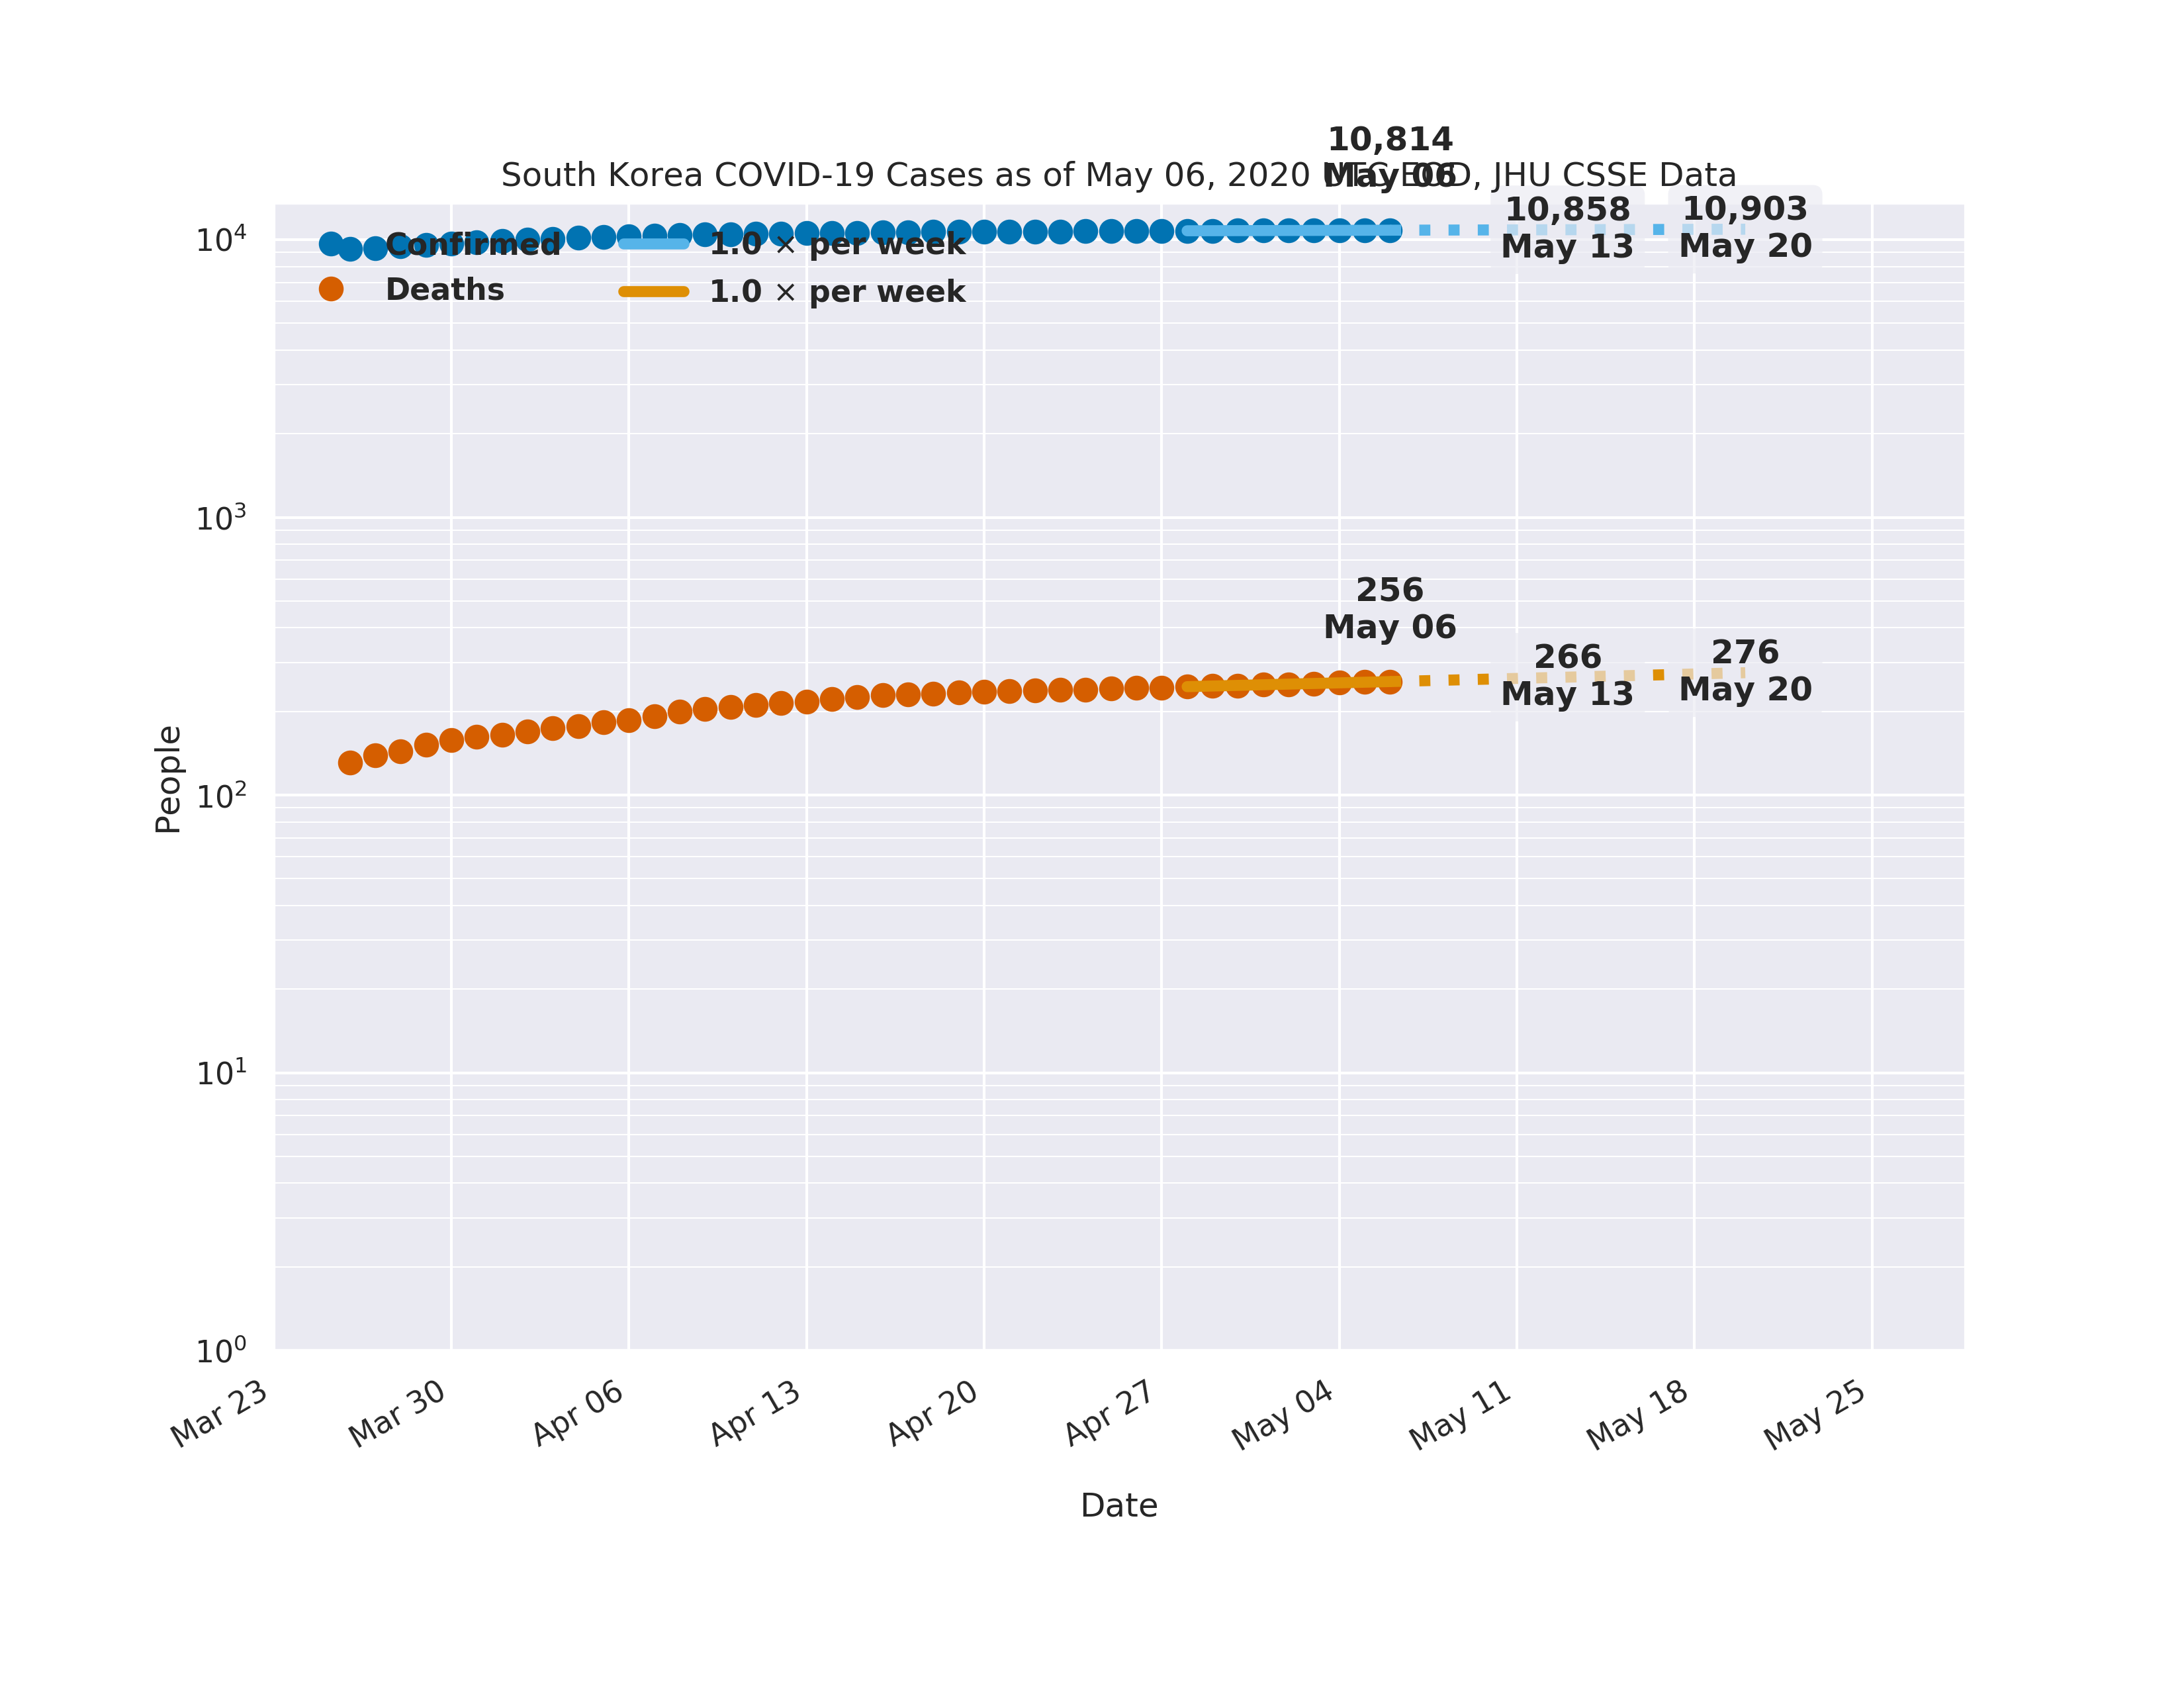 10,814
May 06
South Korea COVID-19 Cases as of May 06, 2020 UTC EOD, JHU CSSE Data
10,858
May 13
10,903
May 20
Confirmed
1.0 × per week
Deaths
1.0 × per week
256
May 06
266
May 13
276
May 20
People
10⁴
10³
10²
10¹
10⁰
Mar 23
Mar 30
Apr 06
Apr 13
Apr 20
Apr 27
May 04
May 11
May 18
May 25
Date